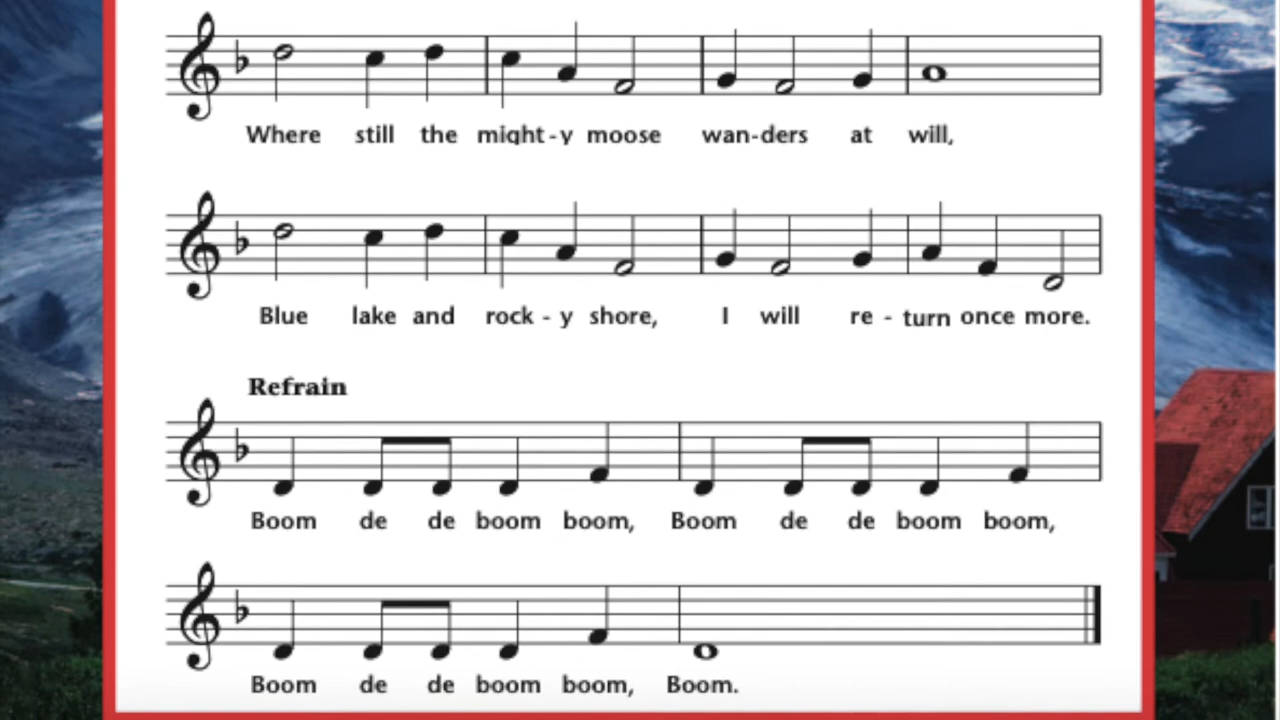 Where still the might-y moose wan-ders at will,
Blue lake and rock-y shore, I will re-turn once more.
Refrain
Boom de de boom boom, Boom de de boom boom,
Boom de de boom boom, Boom.